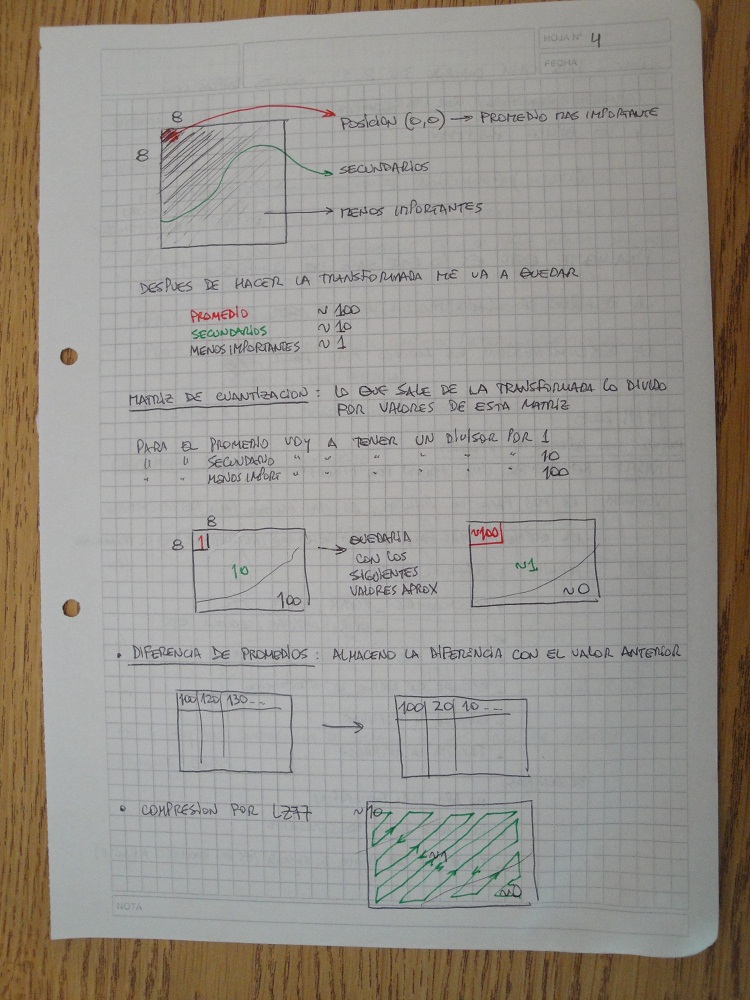 HOJA Nº 4
FECHA
8
8
POSICION (0,0) → PROMEDIO MAS IMPORTANTE
SECUNDARIOS
MENOS IMPORTANTES
DESPUES DE HACER LA TRANSFORMADA ME VA A QUEDAR
PROMEDIO ~ 100
SECUNDARIOS ~ 10
MENOS IMPORTANTES ~ 1
MATRIZ DE CUANTIZACION : LO QUE SALE DE LA TRANSFORMADA LO DIVIDO
POR VALORES DE ESTA MATRIZ
PARA EL PROMEDIO VOY A TENER UN DIVISOR POR 1
" " SECUNDARIO " " " " " " 10
" " MENOS IMPORT " " " " " " 100
8
8
1
10
100
QUEDARIA
CON LOS
SIGUIENTES
VALORES APROX
~100
~1
~0
• DIFERENCIA DE PROMEDIOS : ALMACENO LA DIFERENCIA CON EL VALOR ANTERIOR
100 120 130...
100 20 10...
• COMPRESION POR LZ77
~10
~1
~0
NOTA